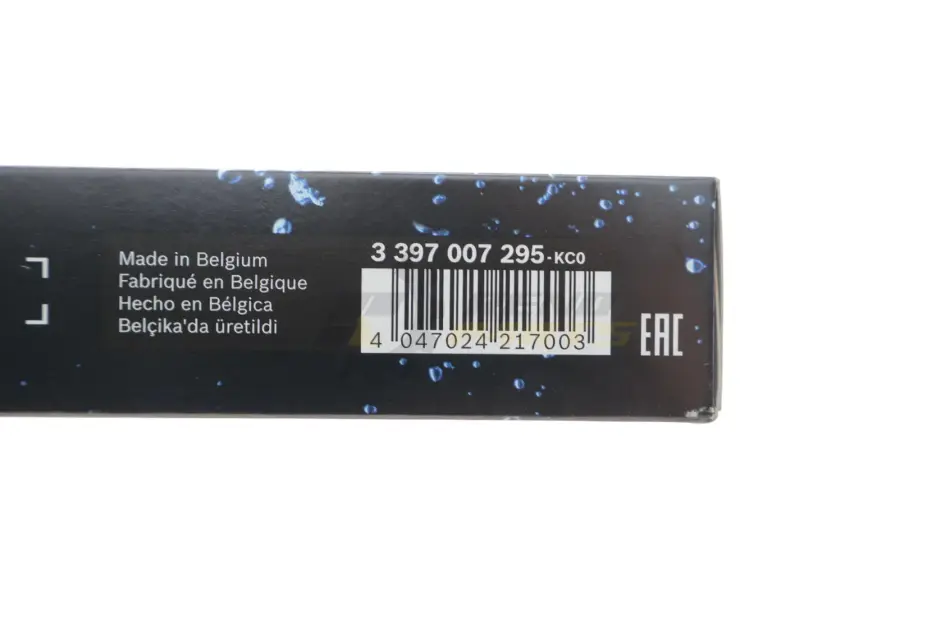 Made in Belgium
Fabriqué en Belgique
Hecho en Bélgica
Belçika'da üretildi
3 397 007 295-KC0
4 047024 217003
EAC